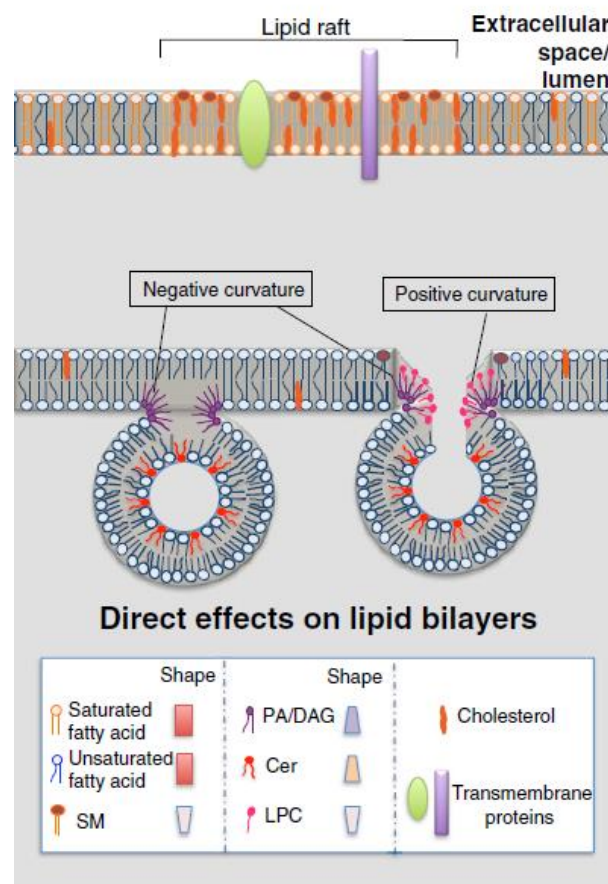 Lipid raft
Extracellular
space/
lumen
Negative curvature
Positive curvature
Direct effects on lipid bilayers
Shape
Shape
Saturated
fatty acid
PA/DAG
Cholesterol
Unsaturated
fatty acid
Cer
SM
LPC
Transmembrane
proteins